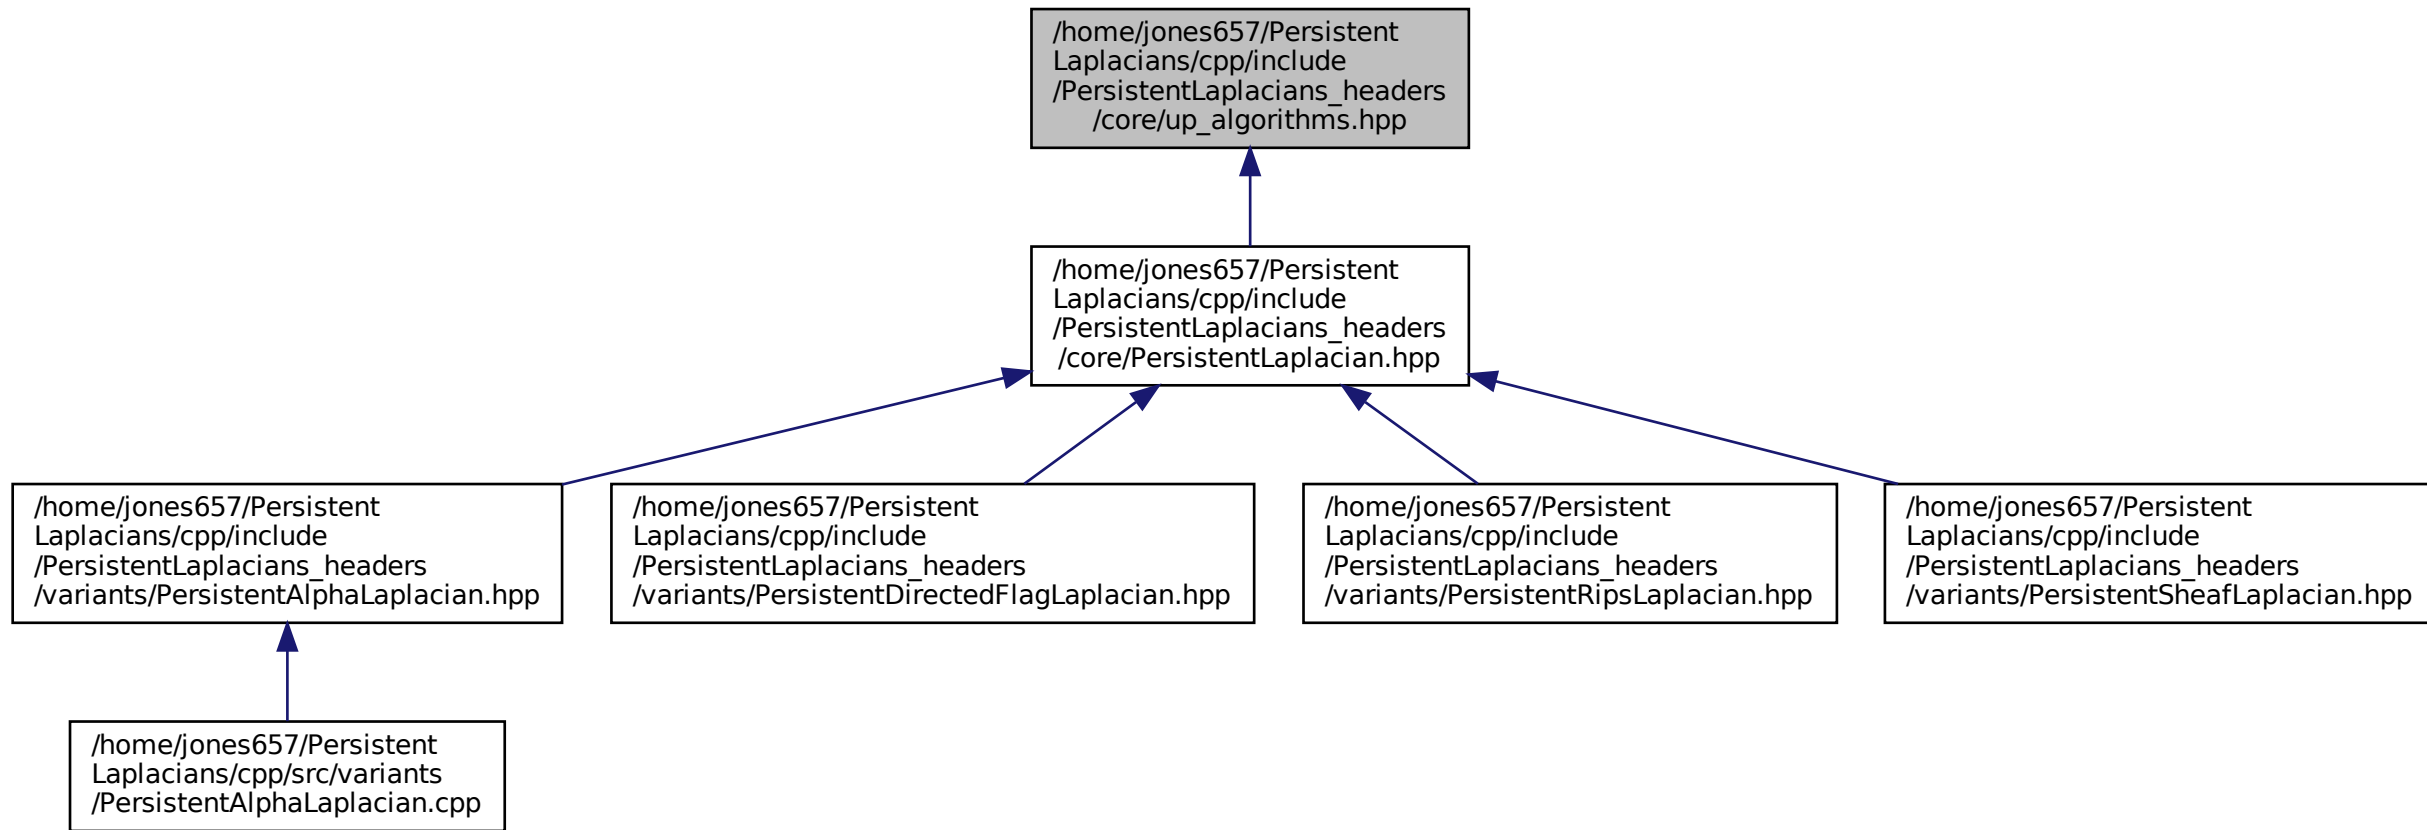 /home/jones657/Persistent
Laplacians/cpp/include
/PersistentLaplacians_headers
/core/up_algorithms.hpp
/home/jones657/Persistent
Laplacians/cpp/include
/PersistentLaplacians_headers
/core/PersistentLaplacian.hpp
/home/jones657/Persistent
Laplacians/cpp/include
/PersistentLaplacians_headers
/variants/PersistentAlphaLaplacian.hpp
/home/jones657/Persistent
Laplacians/cpp/include
/PersistentLaplacians_headers
/variants/PersistentDirectedFlagLaplacian.hpp
/home/jones657/Persistent
Laplacians/cpp/include
/PersistentLaplacians_headers
/variants/PersistentRipsLaplacian.hpp
/home/jones657/Persistent
Laplacians/cpp/include
/PersistentLaplacians_headers
/variants/PersistentSheafLaplacian.hpp
/home/jones657/Persistent
Laplacians/cpp/src/variants
/PersistentAlphaLaplacian.cpp